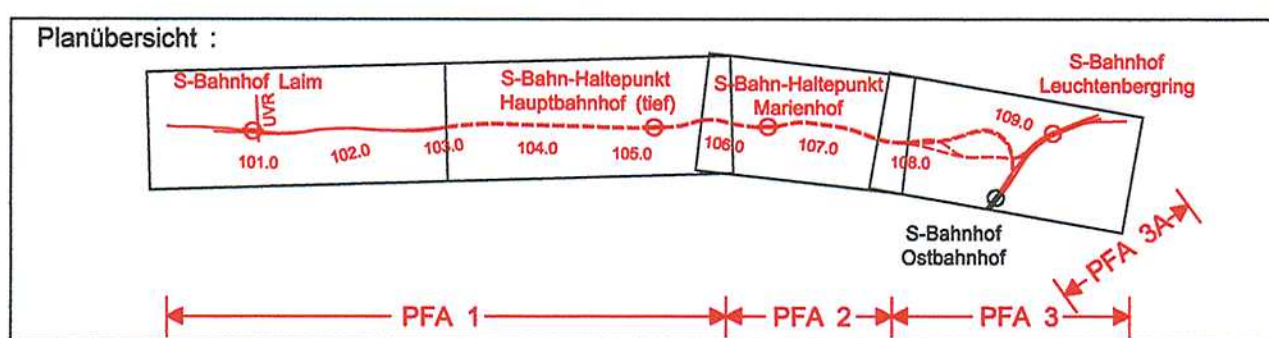 Planübersicht :
S-Bahnhof Laim
UVR
S-Bahn-Haltepunkt
Hauptbahnhof (tief)
S-Bahn-Haltepunkt
Marienhof
S-Bahnhof
Leuchtenbergring
101.0
102.0
103.0
104.0
105.0
106.0
107.0
108.0
109.0
S-Bahnhof
Ostbahnhof
PFA 3A
PFA 1
PFA 2
PFA 3